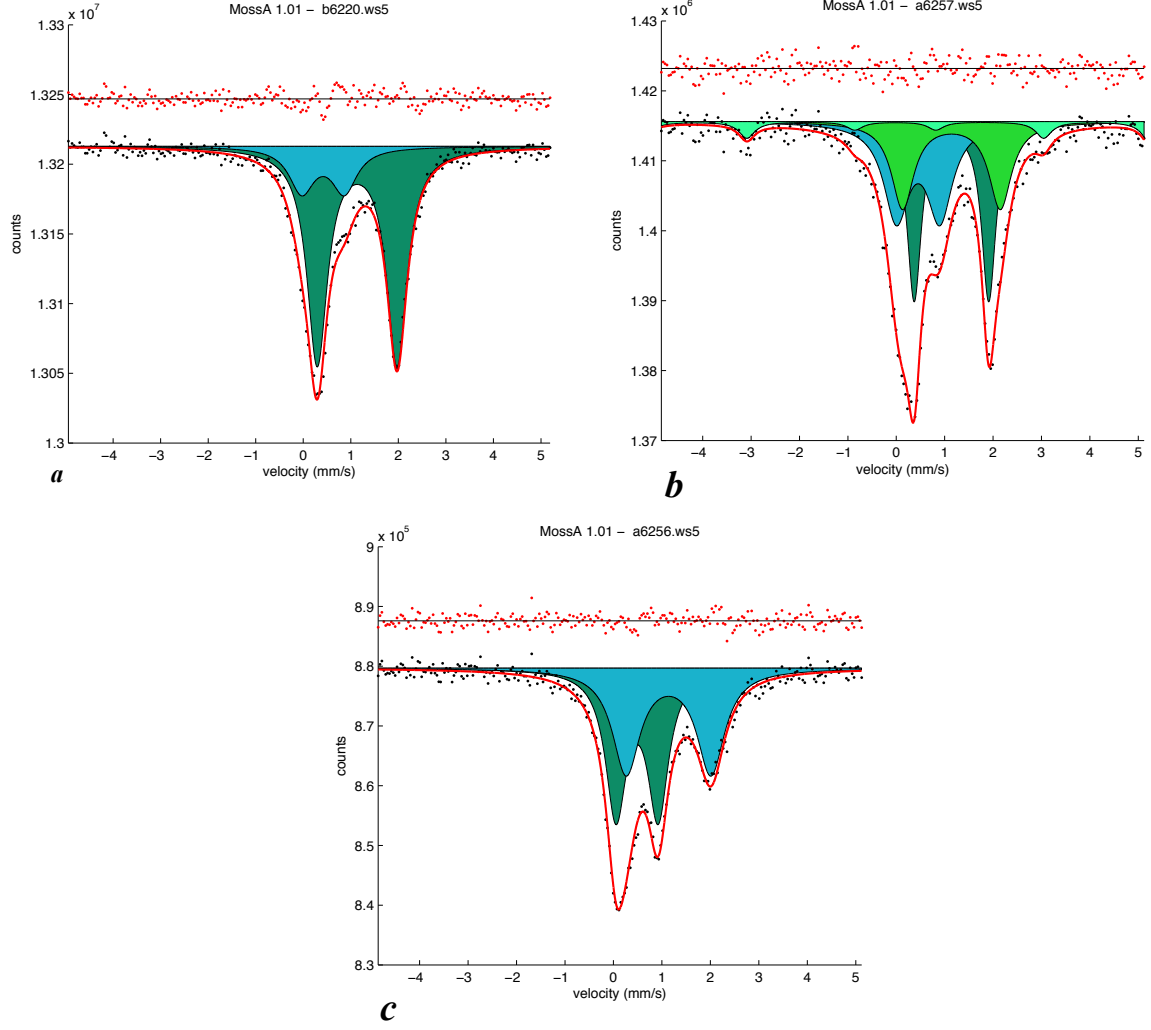 MossA 1.01 – b6220.ws5
x 10^7
1.33
1.325
1.32
1.315
1.31
1.305
1.3
counts
−4 −3 −2 −1 0 1 2 3 4 5
velocity (mm/s)
a
MossA 1.01 – a6257.ws5
x 10^6
1.43
1.42
1.41
1.4
1.39
1.38
1.37
counts
−4 −3 −2 −1 0 1 2 3 4 5
velocity (mm/s)
b
MossA 1.01 – a6256.ws5
x 10^5
9
8.9
8.8
8.7
8.6
8.5
8.4
8.3
counts
−4 −3 −2 −1 0 1 2 3 4 5
velocity (mm/s)
c